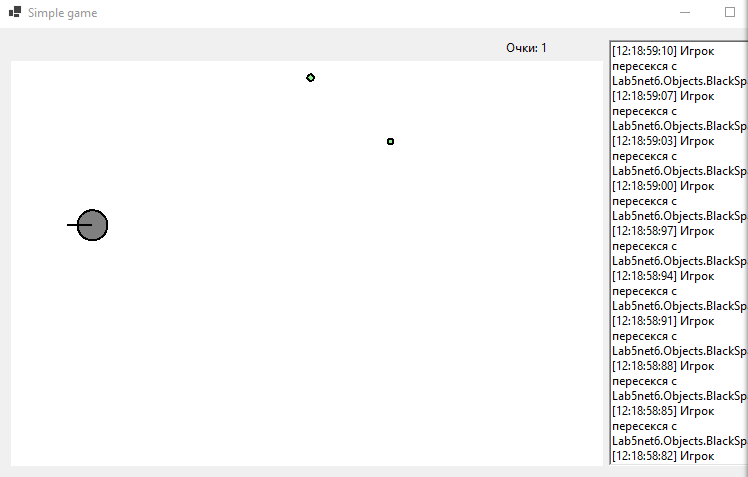 Simple game
Очки: 1
[12:18:59:10] Игрок
пересекся с
Lab5net6.Objects.BlackSp
[12:18:59:07] Игрок
пересекся с
Lab5net6.Objects.BlackSp
[12:18:59:03] Игрок
пересекся с
Lab5net6.Objects.BlackSp
[12:18:59:00] Игрок
пересекся с
Lab5net6.Objects.BlackSp
[12:18:58:97] Игрок
пересекся с
Lab5net6.Objects.BlackSp
[12:18:58:94] Игрок
пересекся с
Lab5net6.Objects.BlackSp
[12:18:58:91] Игрок
пересекся с
Lab5net6.Objects.BlackSp
[12:18:58:88] Игрок
пересекся с
Lab5net6.Objects.BlackSp
[12:18:58:85] Игрок
пересекся с
Lab5net6.Objects.BlackSp
[12:18:58:82] Игрок